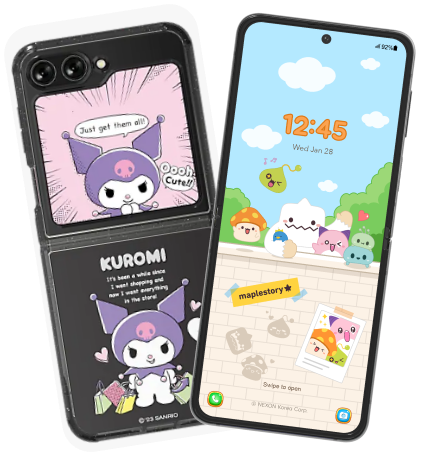 Just get them all!
Oooh,
Cute!!
KUROMI
It's been a while since
I went shopping and
now I want everything
in the store!
© '23 SANRIO
92%
12:45
Wed Jan 28
maplestory
Swipe to open
© NEXON Korea Corp.